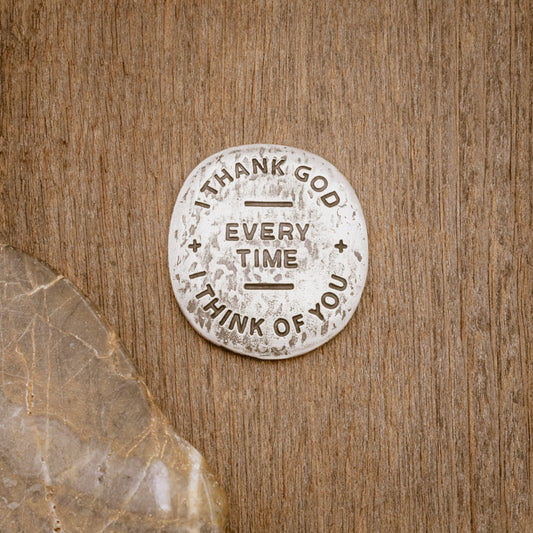 I THANK GOD
EVERY
TIME
I THINK OF YOU